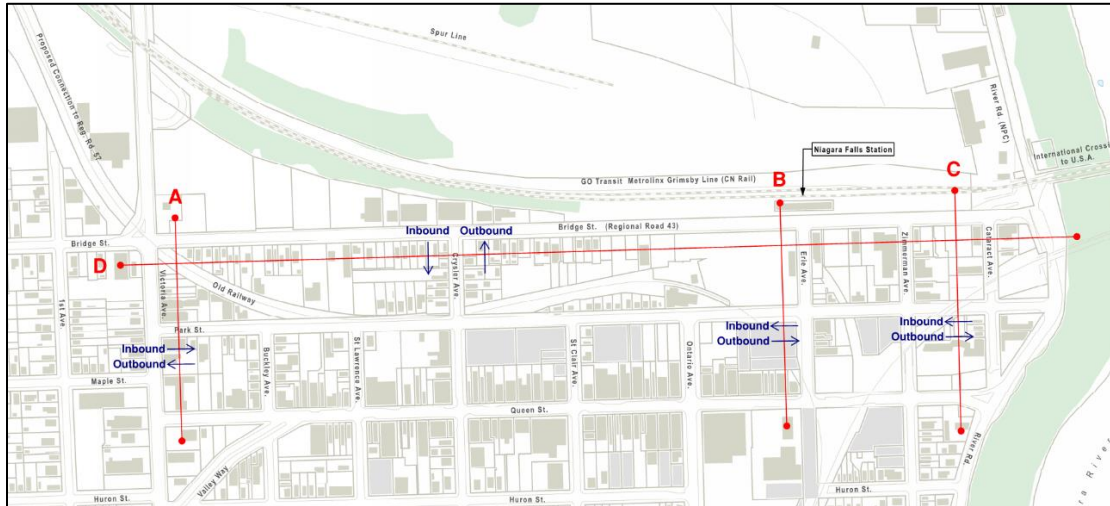 Spur Line
Proposed Connection to Reg. Rd. 57
River Rd. (NPC)
International Crossing
to U.S.A.
Niagara Falls Station
GO Transit Metrolinx Grimsby Line (CN Rail)
A
B
C
D
Bridge St.
Bridge St. (Regional Road 43)
Inbound
Outbound
Crysler Ave.
Erie Ave.
Zimmerman Ave.
Cataract Ave.
Old Railway
1st Ave.
Victoria Ave.
Park St.
Inbound
Outbound
Inbound
Outbound
Inbound
Outbound
Maple St.
Buckley Ave.
St Lawrence Ave.
St Clair Ave.
Ontario Ave.
Queen St.
Valley Way
River Rd.
Huron St.
Huron St.
Huron St.
River